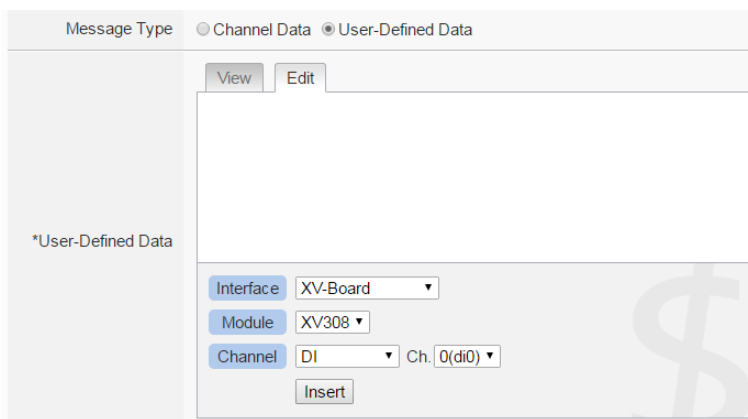 Message Type Channel Data User-Defined Data
View Edit
*User-Defined Data
Interface XV-Board
Module XV308
Channel DI Ch. 0(di0)
Insert
$